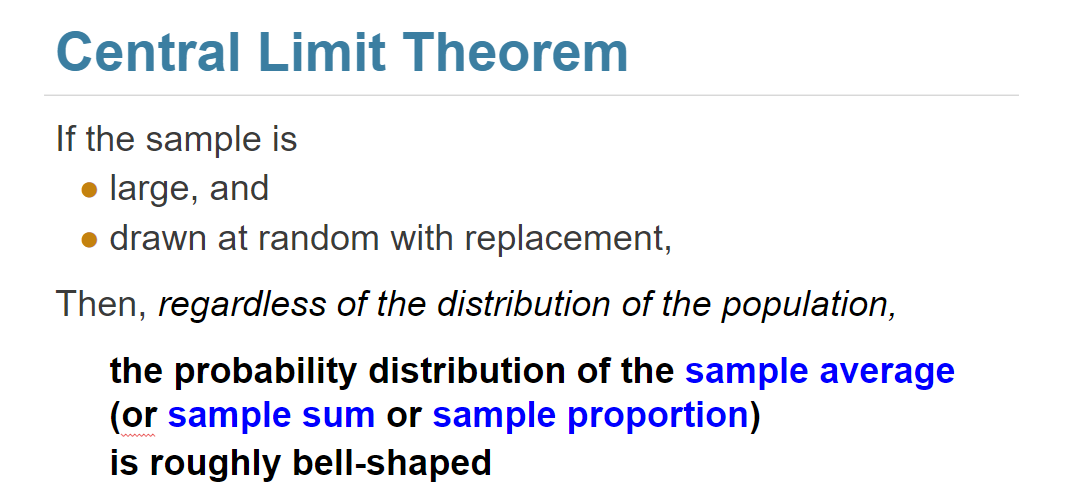 Central Limit Theorem
If the sample is
● large, and
● drawn at random with replacement,
Then, regardless of the distribution of the population,
the probability distribution of the sample average
(or sample sum or sample proportion)
is roughly bell-shaped